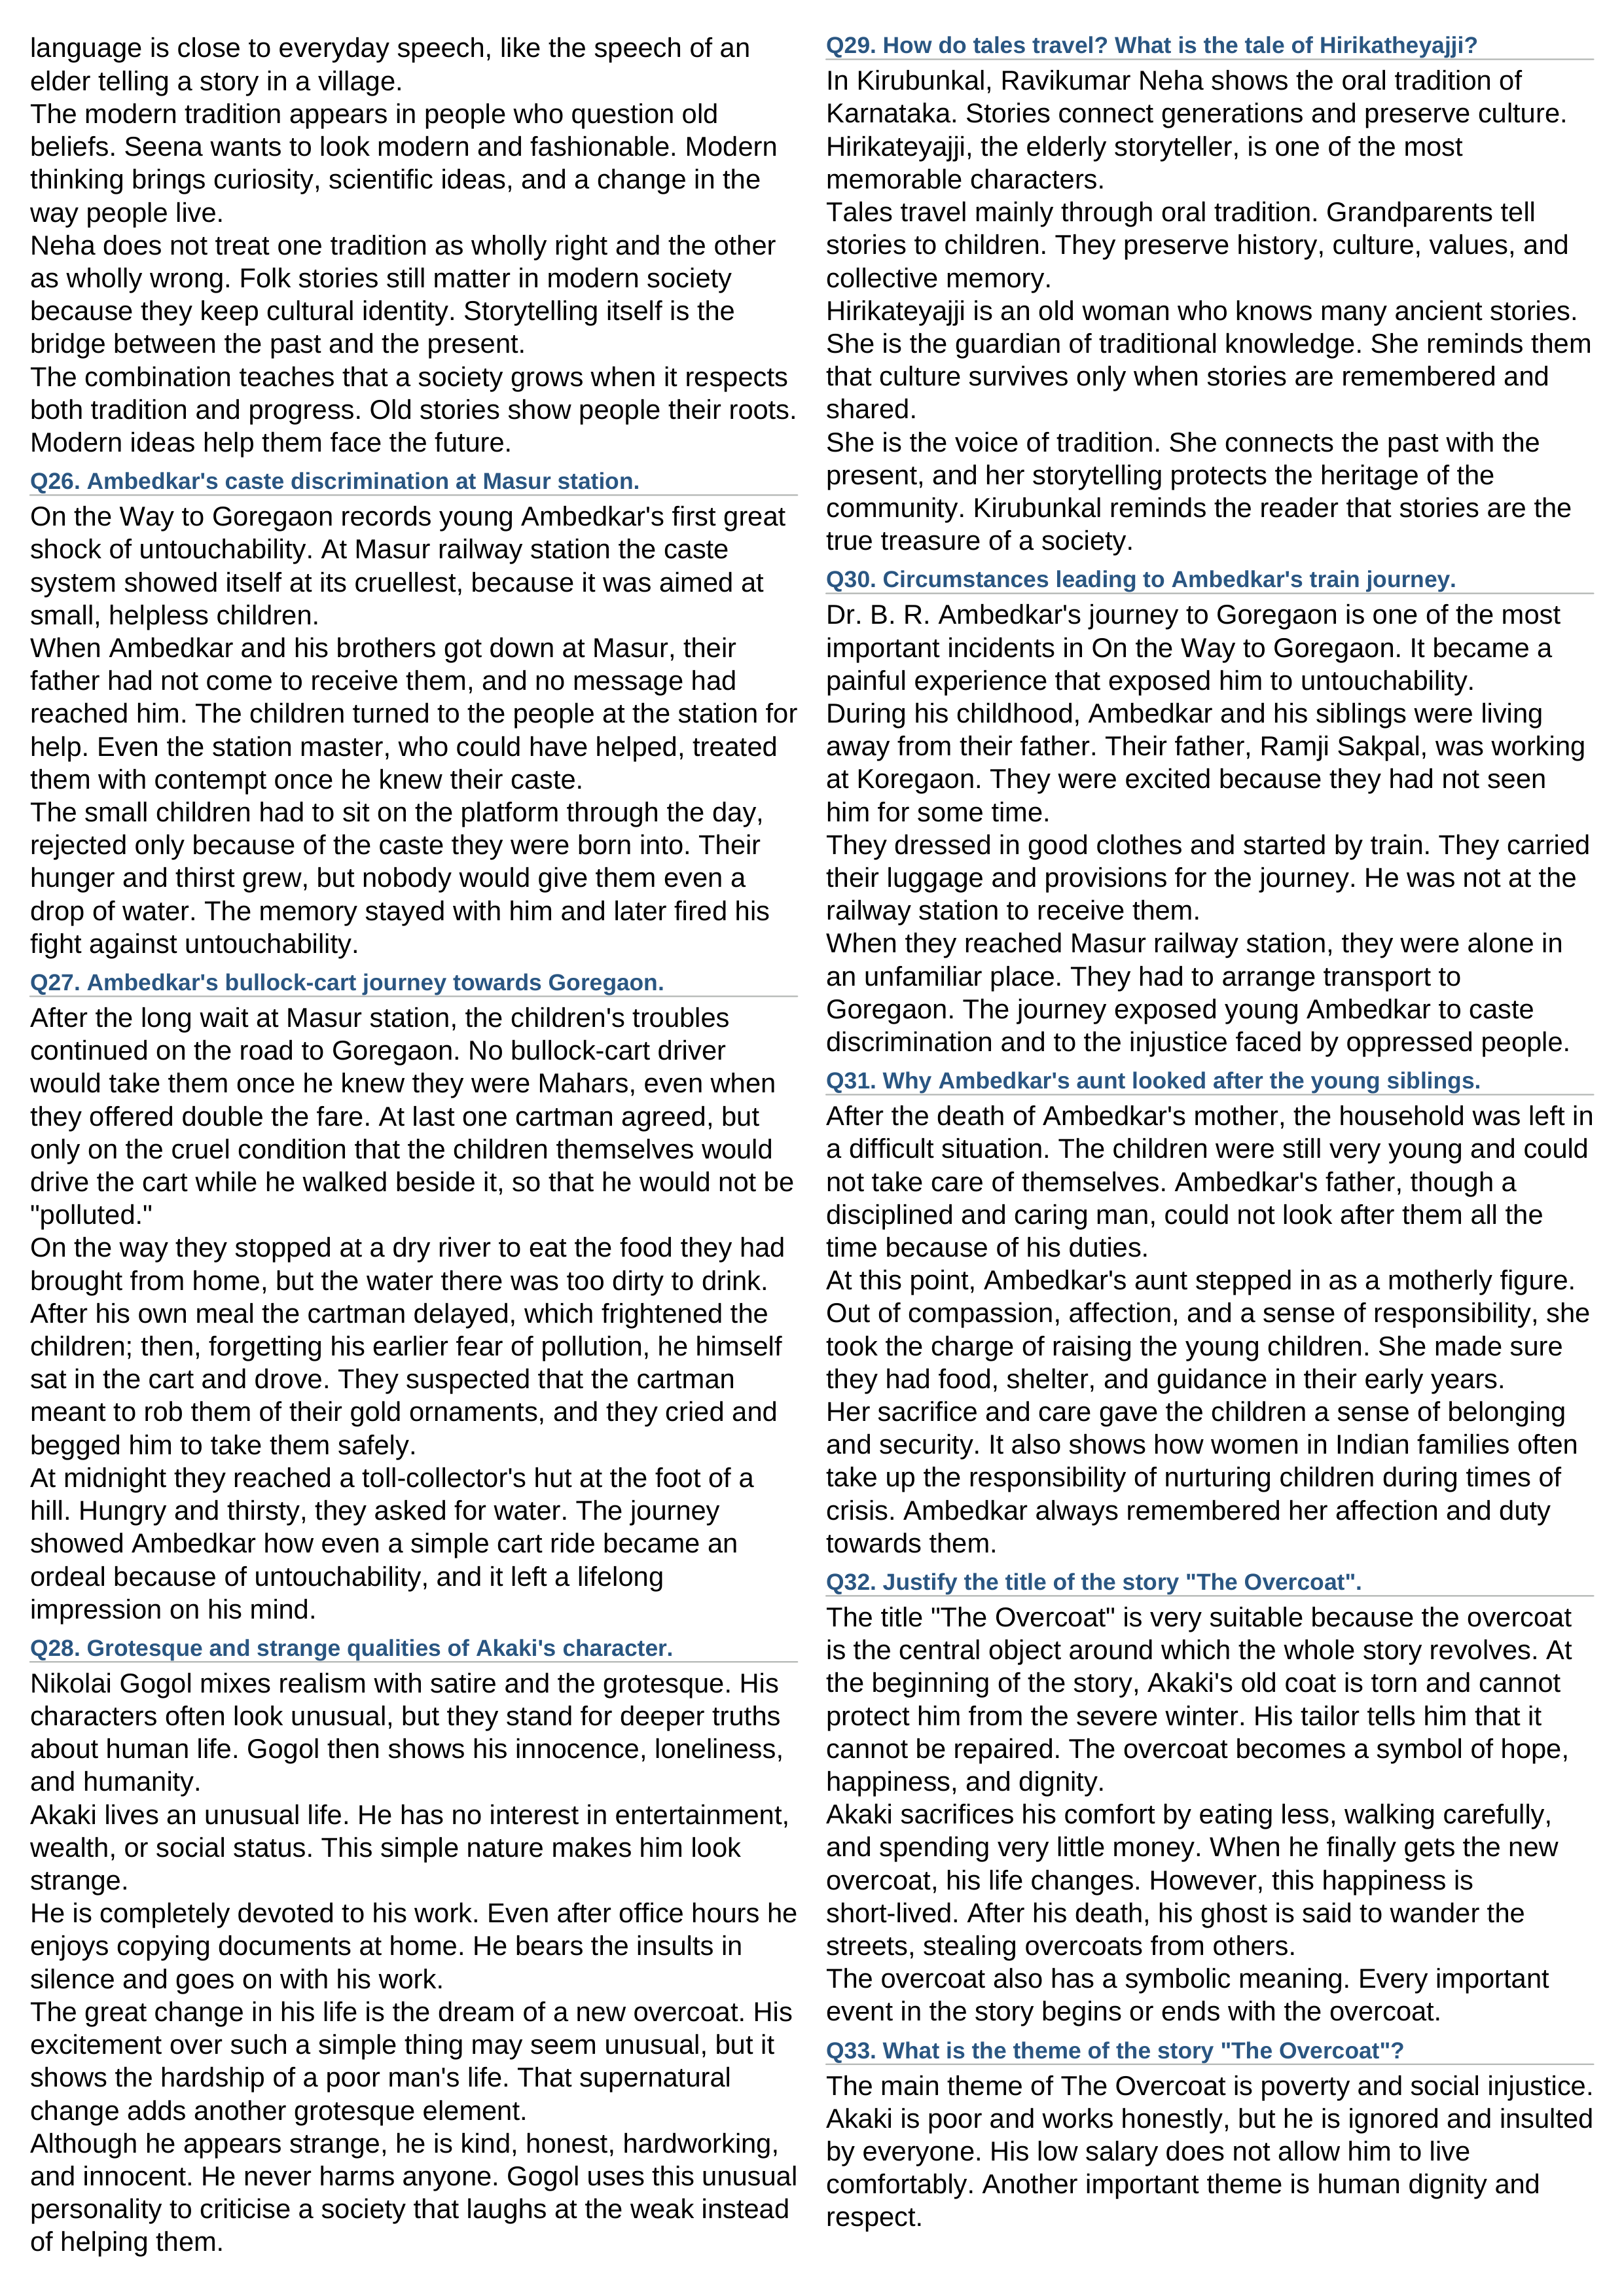 language is close to everyday speech, like the speech of an
elder telling a story in a village.
The modern tradition appears in people who question old
beliefs. Seena wants to look modern and fashionable. Modern
thinking brings curiosity, scientific ideas, and a change in the
way people live.
Neha does not treat one tradition as wholly right and the other
as wholly wrong. Folk stories still matter in modern society
because they keep cultural identity. Storytelling itself is the
bridge between the past and the present.
The combination teaches that a society grows when it respects
both tradition and progress. Old stories show people their roots.
Modern ideas help them face the future.
Q26. Ambedkar's caste discrimination at Masur station.
On the Way to Goregaon records young Ambedkar's first great
shock of untouchability. At Masur railway station the caste
system showed itself at its cruellest, because it was aimed at
small, helpless children.
When Ambedkar and his brothers got down at Masur, their
father had not come to receive them, and no message had
reached him. The children turned to the people at the station for
help. Even the station master, who could have helped, treated
them with contempt once he knew their caste.
The small children had to sit on the platform through the day,
rejected only because of the caste they were born into. Their
hunger and thirst grew, but nobody would give them even a
drop of water. The memory stayed with him and later fired his
fight against untouchability.
Q27. Ambedkar's bullock-cart journey towards Goregaon.
After the long wait at Masur station, the children's troubles
continued on the road to Goregaon. No bullock-cart driver
would take them once he knew they were Mahars, even when
they offered double the fare. At last one cartman agreed, but
only on the cruel condition that the children themselves would
drive the cart while he walked beside it, so that he would not be
"polluted."
On the way they stopped at a dry river to eat the food they had
brought from home, but the water there was too dirty to drink.
After his own meal the cartman delayed, which frightened the
children; then, forgetting his earlier fear of pollution, he himself
sat in the cart and drove. They suspected that the cartman
meant to rob them of their gold ornaments, and they cried and
begged him to take them safely.
At midnight they reached a toll-collector's hut at the foot of a
hill. Hungry and thirsty, they asked for water. The journey
showed Ambedkar how even a simple cart ride became an
ordeal because of untouchability, and it left a lifelong
impression on his mind.
Q28. Grotesque and strange qualities of Akaki's character.
Nikolai Gogol mixes realism with satire and the grotesque. His
characters often look unusual, but they stand for deeper truths
about human life. Gogol then shows his innocence, loneliness,
and humanity.
Akaki lives an unusual life. He has no interest in entertainment,
wealth, or social status. This simple nature makes him look
strange.
He is completely devoted to his work. Even after office hours he
enjoys copying documents at home. He bears the insults in
silence and goes on with his work.
The great change in his life is the dream of a new overcoat. His
excitement over such a simple thing may seem unusual, but it
shows the hardship of a poor man's life. That supernatural
change adds another grotesque element.
Although he appears strange, he is kind, honest, hardworking,
and innocent. He never harms anyone. Gogol uses this unusual
personality to criticise a society that laughs at the weak instead
of helping them.
Q29. How do tales travel? What is the tale of Hirikatheyajji?
In Kirubunkal, Ravikumar Neha shows the oral tradition of
Karnataka. Stories connect generations and preserve culture.
Hirikateyajji, the elderly storyteller, is one of the most
memorable characters.
Tales travel mainly through oral tradition. Grandparents tell
stories to children. They preserve history, culture, values, and
collective memory.
Hirikateyajji is an old woman who knows many ancient stories.
She is the guardian of traditional knowledge. She reminds them
that culture survives only when stories are remembered and
shared.
She is the voice of tradition. She connects the past with the
present, and her storytelling protects the heritage of the
community. Kirubunkal reminds the reader that stories are the
true treasure of a society.
Q30. Circumstances leading to Ambedkar's train journey.
Dr. B. R. Ambedkar's journey to Goregaon is one of the most
important incidents in On the Way to Goregaon. It became a
painful experience that exposed him to untouchability.
During his childhood, Ambedkar and his siblings were living
away from their father. Their father, Ramji Sakpal, was working
at Koregaon. They were excited because they had not seen
him for some time.
They dressed in good clothes and started by train. They carried
their luggage and provisions for the journey. He was not at the
railway station to receive them.
When they reached Masur railway station, they were alone in
an unfamiliar place. They had to arrange transport to
Goregaon. The journey exposed young Ambedkar to caste
discrimination and to the injustice faced by oppressed people.
Q31. Why Ambedkar's aunt looked after the young siblings.
After the death of Ambedkar's mother, the household was left in
a difficult situation. The children were still very young and could
not take care of themselves. Ambedkar's father, though a
disciplined and caring man, could not look after them all the
time because of his duties.
At this point, Ambedkar's aunt stepped in as a motherly figure.
Out of compassion, affection, and a sense of responsibility, she
took the charge of raising the young children. She made sure
they had food, shelter, and guidance in their early years.
Her sacrifice and care gave the children a sense of belonging
and security. It also shows how women in Indian families often
take up the responsibility of nurturing children during times of
crisis. Ambedkar always remembered her affection and duty
towards them.
Q32. Justify the title of the story "The Overcoat".
The title "The Overcoat" is very suitable because the overcoat
is the central object around which the whole story revolves. At
the beginning of the story, Akaki's old coat is torn and cannot
protect him from the severe winter. His tailor tells him that it
cannot be repaired. The overcoat becomes a symbol of hope,
happiness, and dignity.
Akaki sacrifices his comfort by eating less, walking carefully,
and spending very little money. When he finally gets the new
overcoat, his life changes. However, this happiness is
short-lived. After his death, his ghost is said to wander the
streets, stealing overcoats from others.
The overcoat also has a symbolic meaning. Every important
event in the story begins or ends with the overcoat.
Q33. What is the theme of the story "The Overcoat"?
The main theme of The Overcoat is poverty and social injustice.
Akaki is poor and works honestly, but he is ignored and insulted
by everyone. His low salary does not allow him to live
comfortably. Another important theme is human dignity and
respect.